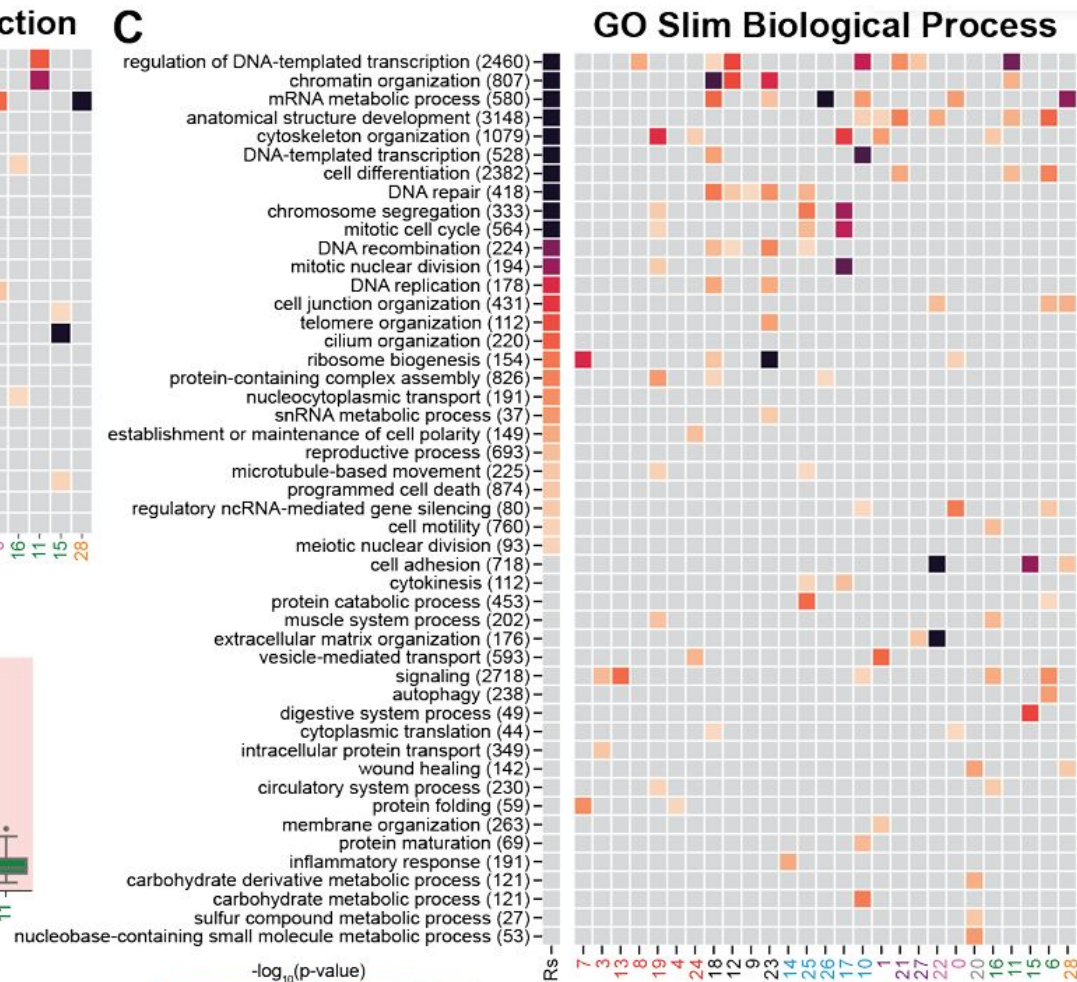 ction
C
GO Slim Biological Process
regulation of DNA-templated transcription (2460)
chromatin organization (807)
mRNA metabolic process (580)
anatomical structure development (3148)
cytoskeleton organization (1079)
DNA-templated transcription (528)
cell differentiation (2382)
DNA repair (418)
chromosome segregation (333)
mitotic cell cycle (564)
DNA recombination (224)
mitotic nuclear division (194)
DNA replication (178)
cell junction organization (431)
telomere organization (112)
cilium organization (220)
ribosome biogenesis (154)
protein-containing complex assembly (826)
nucleocytoplasmic transport (191)
snRNA metabolic process (37)
establishment or maintenance of cell polarity (149)
reproductive process (693)
microtubule-based movement (225)
programmed cell death (874)
regulatory ncRNA-mediated gene silencing (80)
cell motility (760)
meiotic nuclear division (93)
cell adhesion (718)
cytokinesis (112)
protein catabolic process (453)
muscle system process (202)
extracellular matrix organization (176)
vesicle-mediated transport (593)
signaling (2718)
autophagy (238)
digestive system process (49)
cytoplasmic translation (44)
intracellular protein transport (349)
wound healing (142)
circulatory system process (230)
protein folding (59)
membrane organization (263)
protein maturation (69)
inflammatory response (191)
carbohydrate derivative metabolic process (121)
carbohydrate metabolic process (121)
sulfur compound metabolic process (27)
nucleobase-containing small molecule metabolic process (53)
Rs 7 3 13 8 19 4 24 18 12 9 23 14 25 26 17 10 1 21 27 22 0 20 16 11 15 6 28
-log10(p-value)
16 11 15 28
11